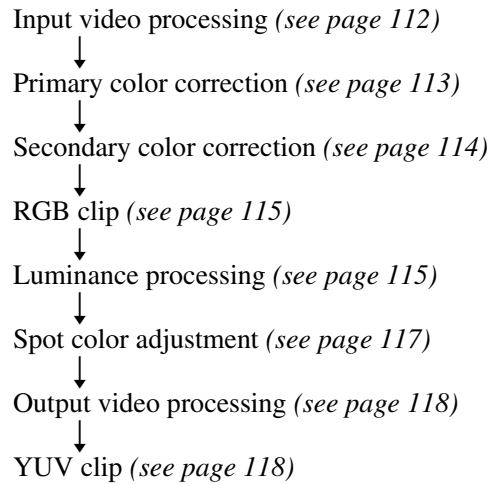 Input video processing (see page 112)
Primary color correction (see page 113)
Secondary color correction (see page 114)
RGB clip (see page 115)
Luminance processing (see page 115)
Spot color adjustment (see page 117)
Output video processing (see page 118)
YUV clip (see page 118)